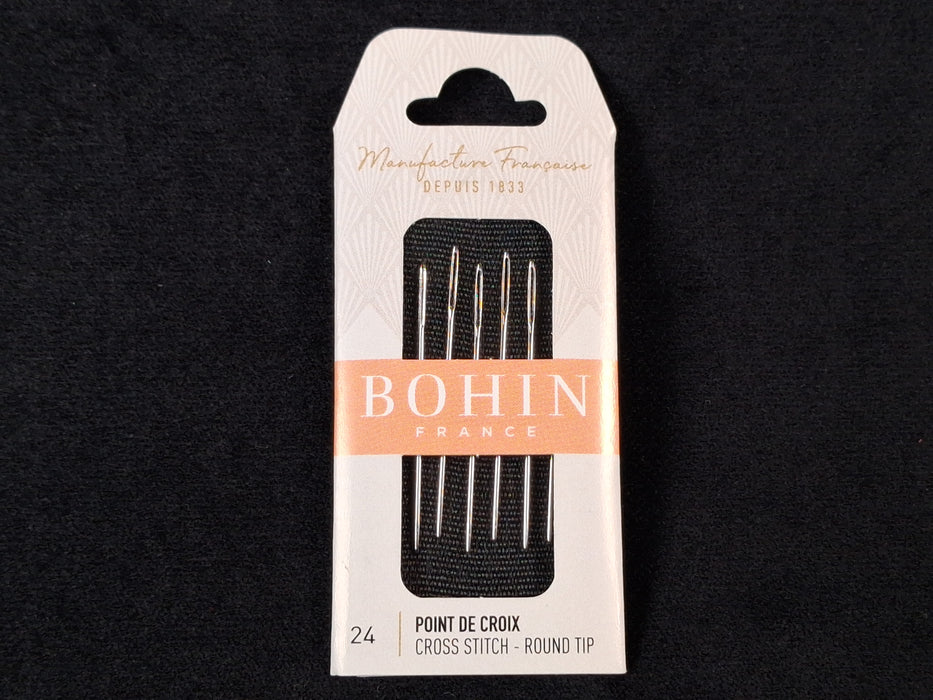 Manufacture Française
DEPUIS 1833
BOHIN
FRANCE
24
POINT DE CROIX
CROSS STITCH - ROUND TIP